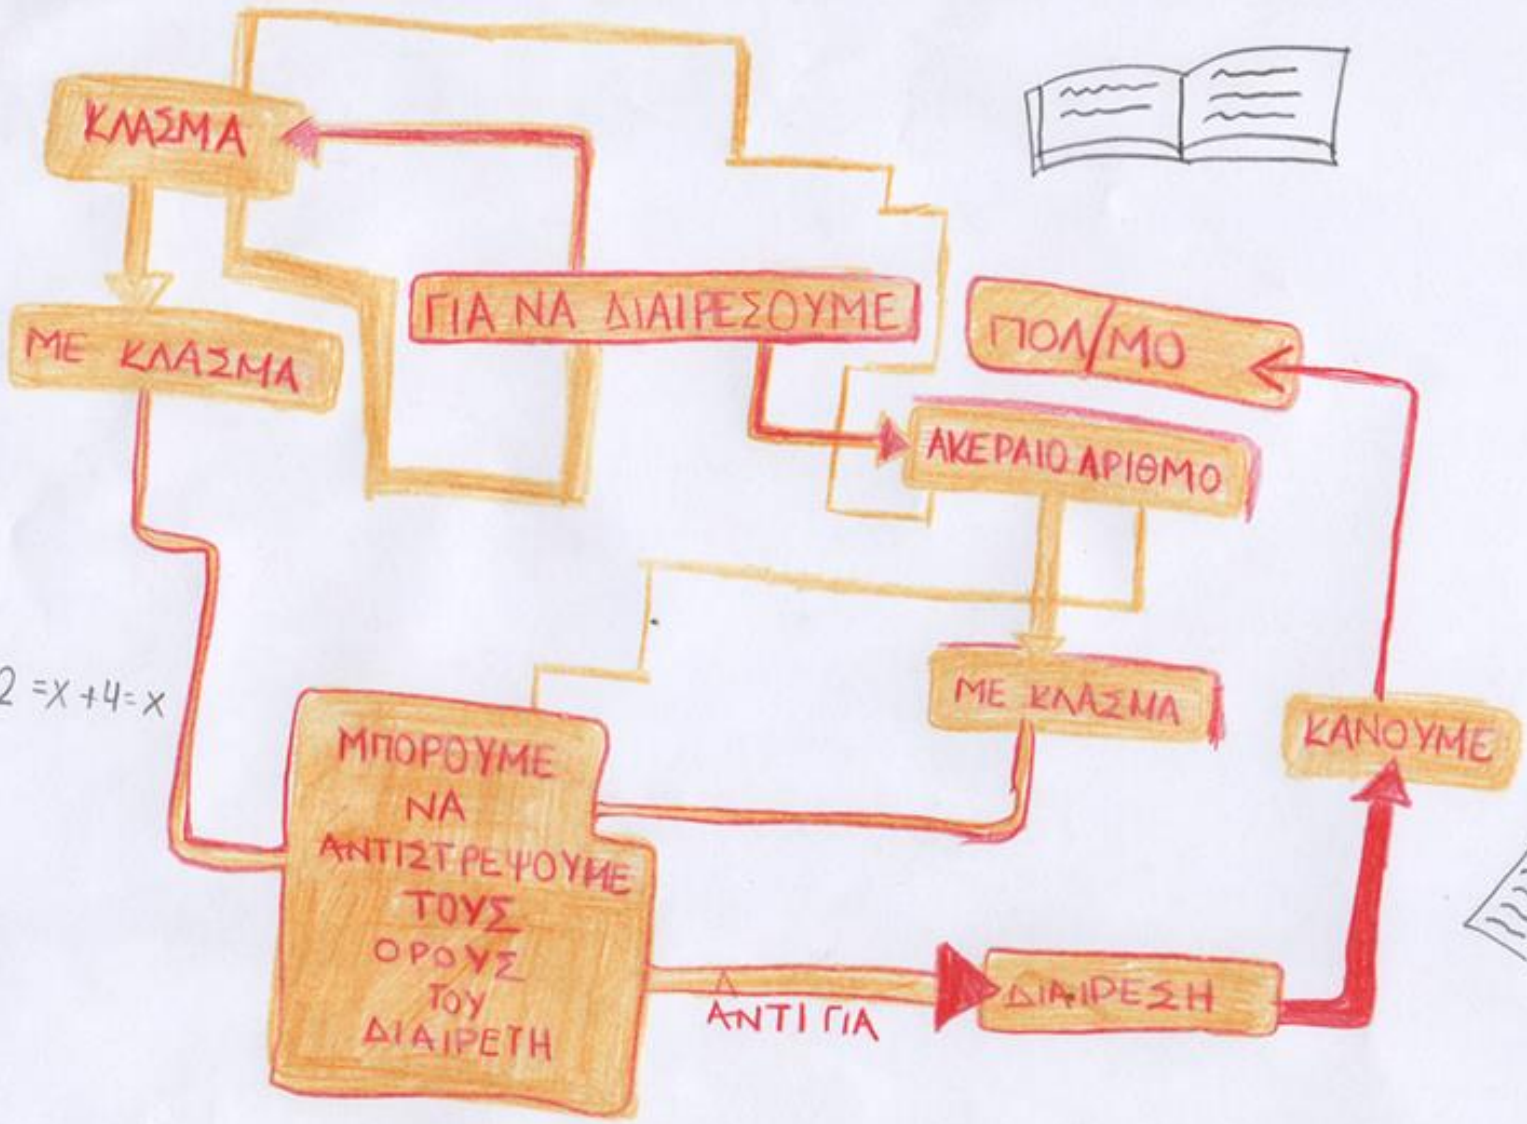 ΚΛΑΣΜΑ
ΓΙΑ ΝΑ ΔΙΑΙΡΕΣΟΥΜΕ
ΜΕ ΚΛΑΣΜΑ
ΠΟΛ/ΜΟ
ΑΚΕΡΑΙΟ ΑΡΙΘΜΟ
ΜΕ ΚΛΑΣΜΑ
ΚΑΝΟΥΜΕ
2 =x +4= x
ΜΠΟΡΟΥΜΕ
ΝΑ
ΑΝΤΙΣΤΡΕΨΟΥΜΕ
ΤΟΥΣ
ΟΡΟΥΣ
ΤΟΥ
ΔΙΑΙΡΕΤΗ
ΑΝΤΙ ΓΙΑ
ΔΙΑΙΡΕΣΗ